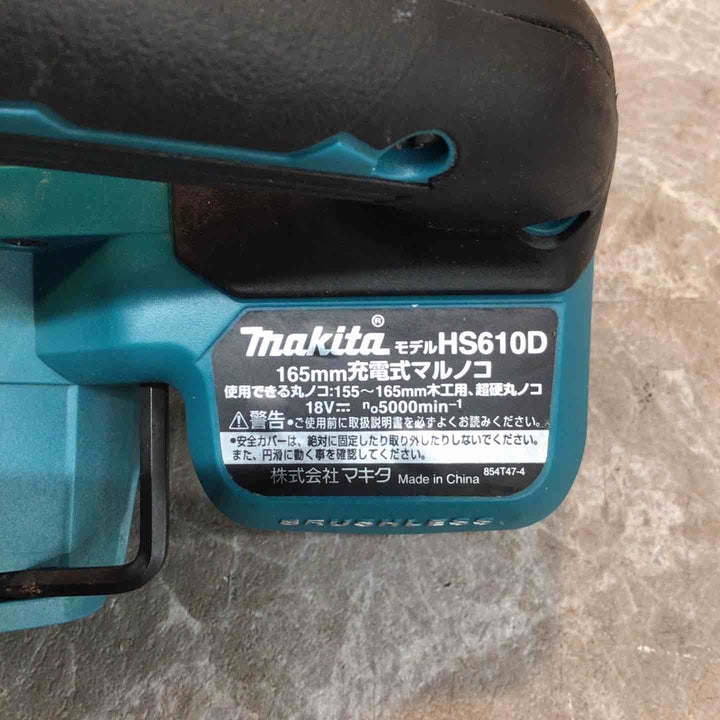 makita® モデルHS610D
165mm充電式マルノコ
使用できる丸ノコ:155～165mm木工用、超硬丸ノコ
18V⎓ n₀5000min⁻¹
⚠警告 •ご使用前に取扱説明書を必ずよくお読みください。
•安全カバーは、絶対に固定したり取り外したりしないでください。
また、円滑に動く事を確認してください。
株式会社マキタ Made in China 854T47-4
BRUSHLESS